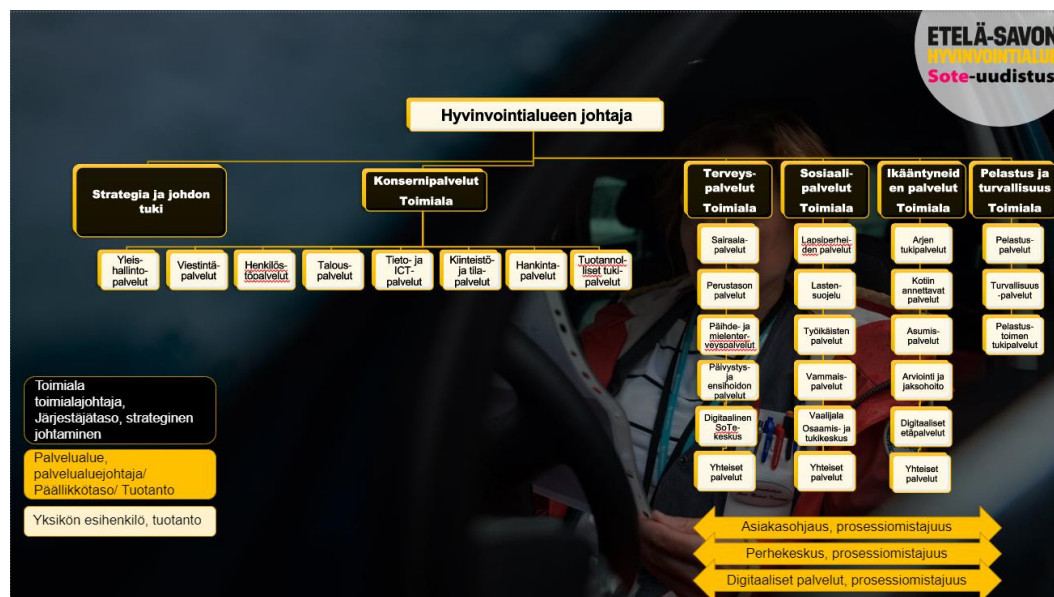 ETELÄ-SAVON
HYVINVOINTIALUE
Sote-uudistus
Hyvinvointialueen johtaja
Strategia ja johdon
tuki
Konsernipalvelut
Toimiala
Terveys-
palvelut
Toimiala
Sosiaali-
palvelut
Toimiala
Ikääntyneid
en palvelut
Toimiala
Pelastus ja
turvallisuus
Toimiala
Yleis-
hallinto-
palvelut
Viestintä-
palvelut
Henkilös-
töpalvelut
Talous-
palvelut
Tieto- ja
ICT-
palvelut
Kiinteistö-
ja tila-
palvelut
Hankinta-
palvelut
Tuotannol-
liset tuki-
palvelut
Sairaala-
palvelut
Perustason
palvelut
Päihde- ja
mielenter-
veyspalvelut
Päivystys-
ja
ensihoidon
palvelut
Digitaalinen
SoTe-
keskus
Yhteiset
palvelut
Lapsiperhei-
den palvelut
Lasten-
suojelu
Työikäisten
palvelut
Vammais-
palvelut
Vaalijala
Osaamis- ja
tukikeskus
Yhteiset
palvelut
Arjen
tukipalvelut
Kotiin
annettavat
palvelut
Asumis-
palvelut
Arviointi ja
jaksohoito
Digitaaliset
etäpalvelut
Yhteiset
palvelut
Pelastus-
palvelut
Turvallisuus
-palvelut
Pelastus-
toimen
tukipalvelut
Toimiala
toimialajohtaja,
Järjestäjätaso, strateginen
johtaminen
Palvelualue,
palvelualuejohtaja/
Päällikkötaso/ Tuotanto
Yksikön esihenkilö, tuotanto
Asiakasohjaus, prosessiomistajuus
Perhekeskus, prosessiomistajuus
Digitaaliset palvelut, prosessiomistajuus